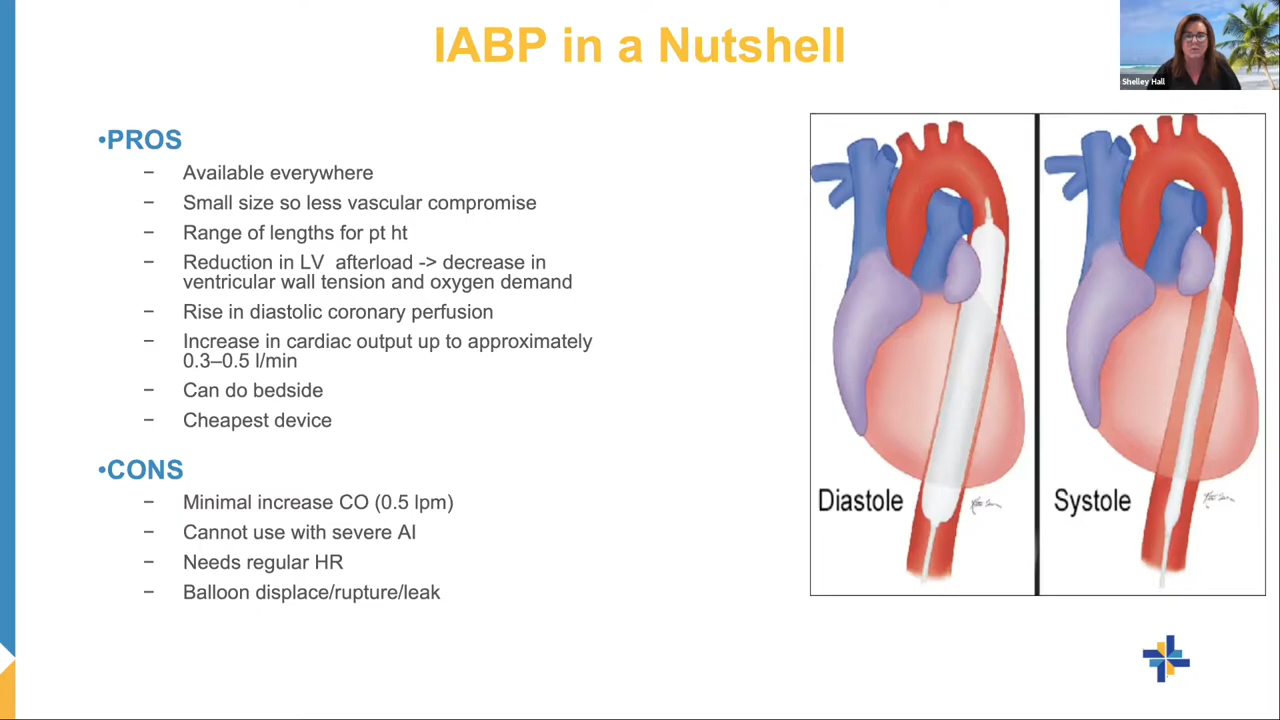 IABP in a Nutshell
Shelley Hall
•PROS
– Available everywhere
– Small size so less vascular compromise
– Range of lengths for pt ht
– Reduction in LV afterload -> decrease in
ventricular wall tension and oxygen demand
– Rise in diastolic coronary perfusion
– Increase in cardiac output up to approximately
0.3–0.5 l/min
– Can do bedside
– Cheapest device
•CONS
– Minimal increase CO (0.5 lpm)
– Cannot use with severe AI
– Needs regular HR
– Balloon displace/rupture/leak
Diastole
Systole